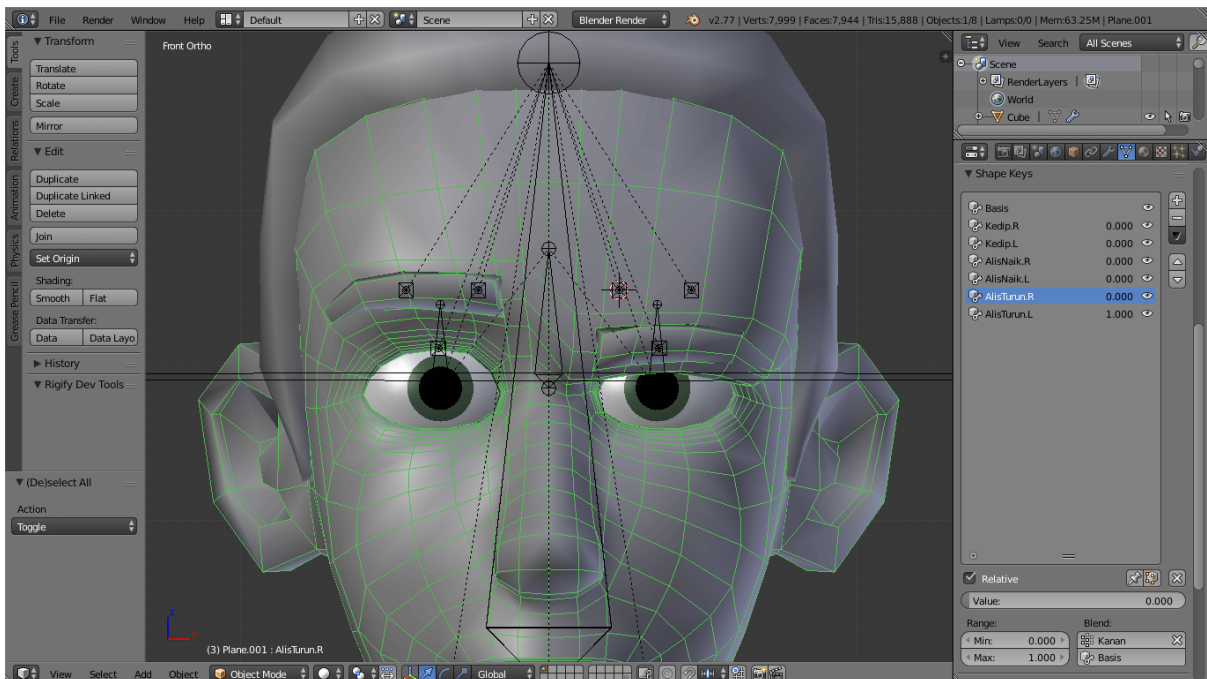 File Render Window Help Default Scene Blender Render v2.77 | Verts:7,999 | Faces:7,944 | Tris:15,888 | Objects:1/8 | Lamps:0/0 | Mem:63.25M | Plane.001
Tools
Create
Relations
Animation
Physics
Grease Pencil
Transform
Translate
Rotate
Scale
Mirror
Edit
Duplicate
Duplicate Linked
Delete
Join
Set Origin
Shading:
Smooth Flat
Data Transfer:
Data Data Layo
History
Rigify Dev Tools
(De)select All
Action
Toggle
Front Ortho
(3) Plane.001 : AlisTurun.R
View Select Add Object Object Mode Global
View Search All Scenes
Scene
RenderLayers |
World
Cube |
Shape Keys
Basis
Kedip.R 0.000
Kedip.L 0.000
AlisNaik.R 0.000
AlisNaik.L 0.000
AlisTurun.R 0.000
AlisTurun.L 1.000
Relative
Value: 0.000
Range: Blend:
Min: 0.000 Kanan
Max: 1.000 Basis